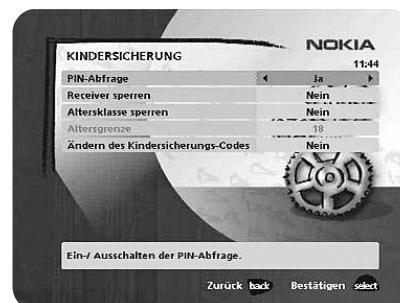 NOKIA
KINDERSICHERUNG
11:44
PIN-Abfrage Ja
Receiver sperren Nein
Altersklasse sperren Nein
Altersgrenze 18
Ändern des Kindersicherungs-Codes Nein
Ein-/ Ausschalten der PIN-Abfrage.
Zurück back Bestätigen select